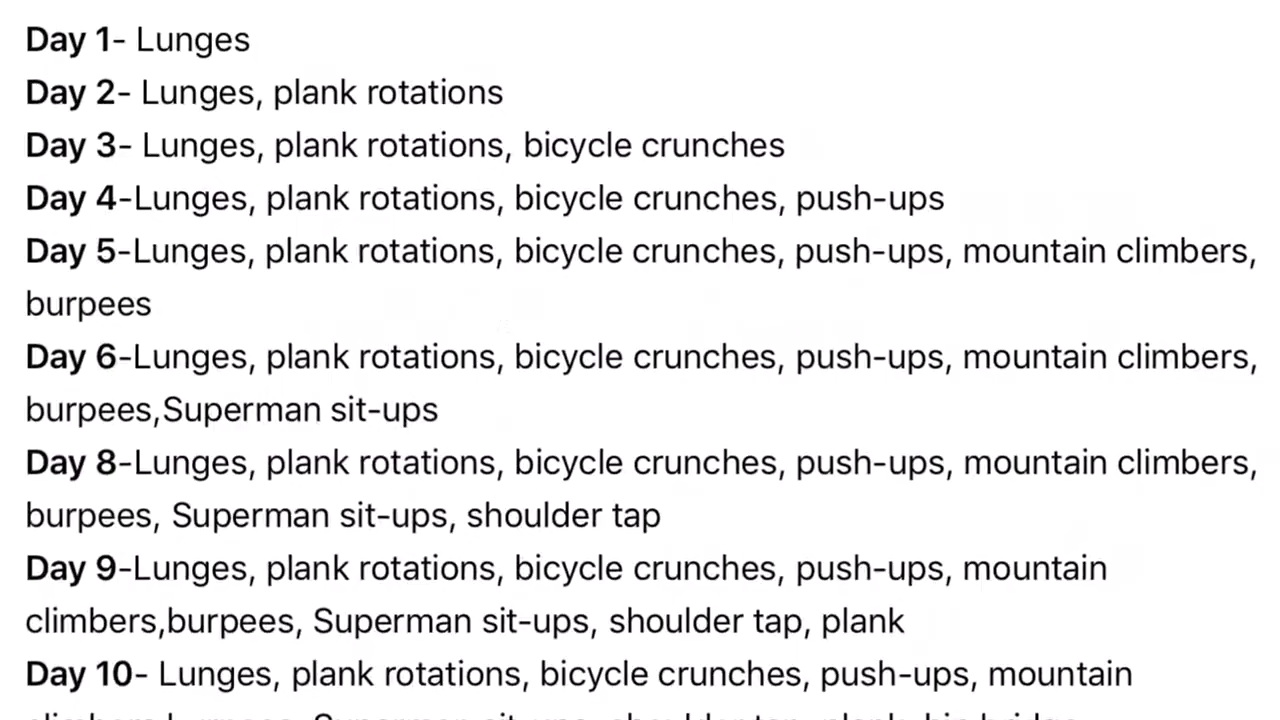 Day 1- Lunges
Day 2- Lunges, plank rotations
Day 3- Lunges, plank rotations, bicycle crunches
Day 4-Lunges, plank rotations, bicycle crunches, push-ups
Day 5-Lunges, plank rotations, bicycle crunches, push-ups, mountain climbers,
burpees
Day 6-Lunges, plank rotations, bicycle crunches, push-ups, mountain climbers,
burpees,Superman sit-ups
Day 8-Lunges, plank rotations, bicycle crunches, push-ups, mountain climbers,
burpees, Superman sit-ups, shoulder tap
Day 9-Lunges, plank rotations, bicycle crunches, push-ups, mountain
climbers,burpees, Superman sit-ups, shoulder tap, plank
Day 10- Lunges, plank rotations, bicycle crunches, push-ups, mountain